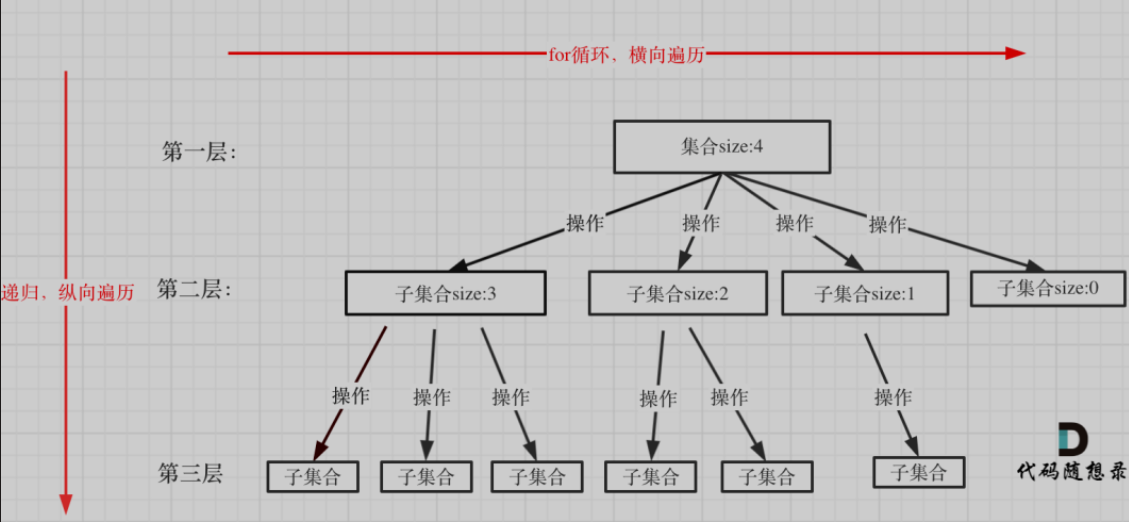 for循环，横向遍历
第一层：
集合size:4
操作
操作
操作
操作
递归，纵向遍历
第二层：
子集合size:3
子集合size:2
子集合size:1
子集合size:0
操作
操作
操作
操作
操作
操作
第三层
子集合
子集合
子集合
子集合
子集合
子集合
代码随想录